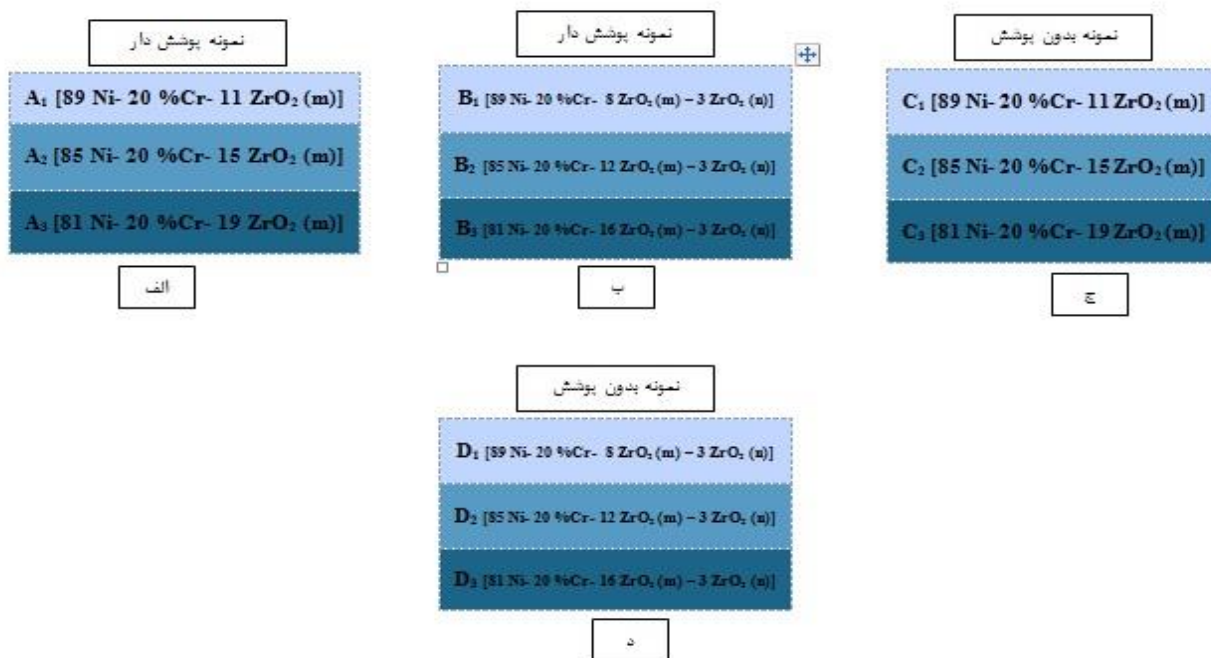 نمونه پوشش دار
A₁ [89 Ni- 20 %Cr- 11 ZrO₂ (m)]
A₂ [85 Ni- 20 %Cr- 15 ZrO₂ (m)]
A₃ [81 Ni- 20 %Cr- 19 ZrO₂ (m)]
الف
نمونه پوشش دار
B₁ [89 Ni- 20 %Cr- 8 ZrO₂ (m) – 3 ZrO₂ (n)]
B₂ [85 Ni- 20 %Cr- 12 ZrO₂ (m) – 3 ZrO₂ (n)]
B₃ [81 Ni- 20 %Cr- 16 ZrO₂ (m) – 3 ZrO₂ (n)]
ب
نمونه بدون پوشش
C₁ [89 Ni- 20 %Cr- 11 ZrO₂ (m)]
C₂ [85 Ni- 20 %Cr- 15 ZrO₂ (m)]
C₃ [81 Ni- 20 %Cr- 19 ZrO₂ (m)]
ج
نمونه بدون پوشش
D₁ [89 Ni- 20 %Cr- 8 ZrO₂ (m) – 3 ZrO₂ (n)]
D₂ [85 Ni- 20 %Cr- 12 ZrO₂ (m) – 3 ZrO₂ (n)]
D₃ [81 Ni- 20 %Cr- 16 ZrO₂ (m) – 3 ZrO₂ (n)]
د